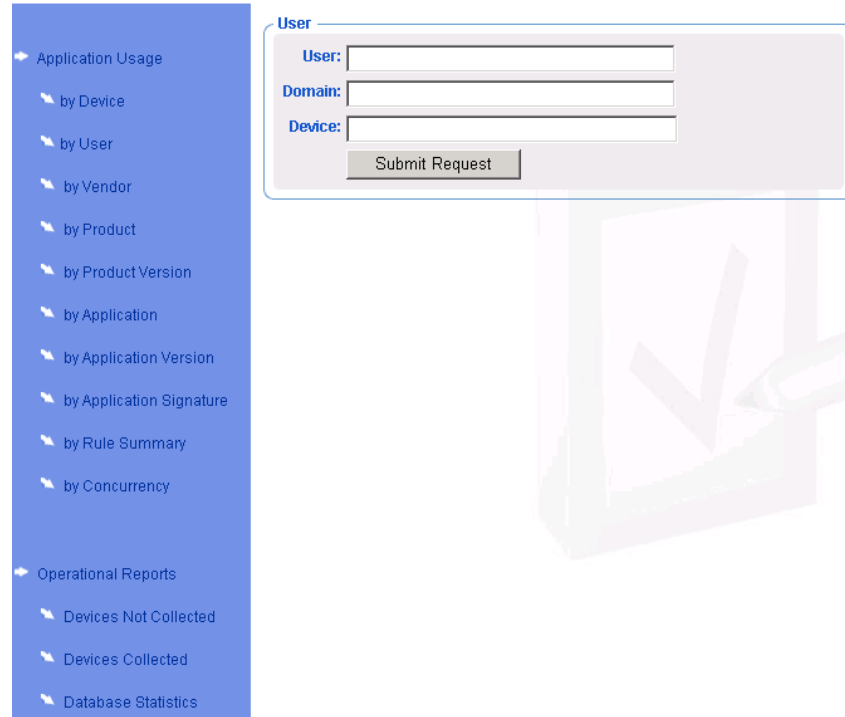 Application Usage
by Device
by User
by Vendor
by Product
by Product Version
by Application
by Application Version
by Application Signature
by Rule Summary
by Concurrency
Operational Reports
Devices Not Collected
Devices Collected
Database Statistics
User
User:
Domain:
Device:
Submit Request